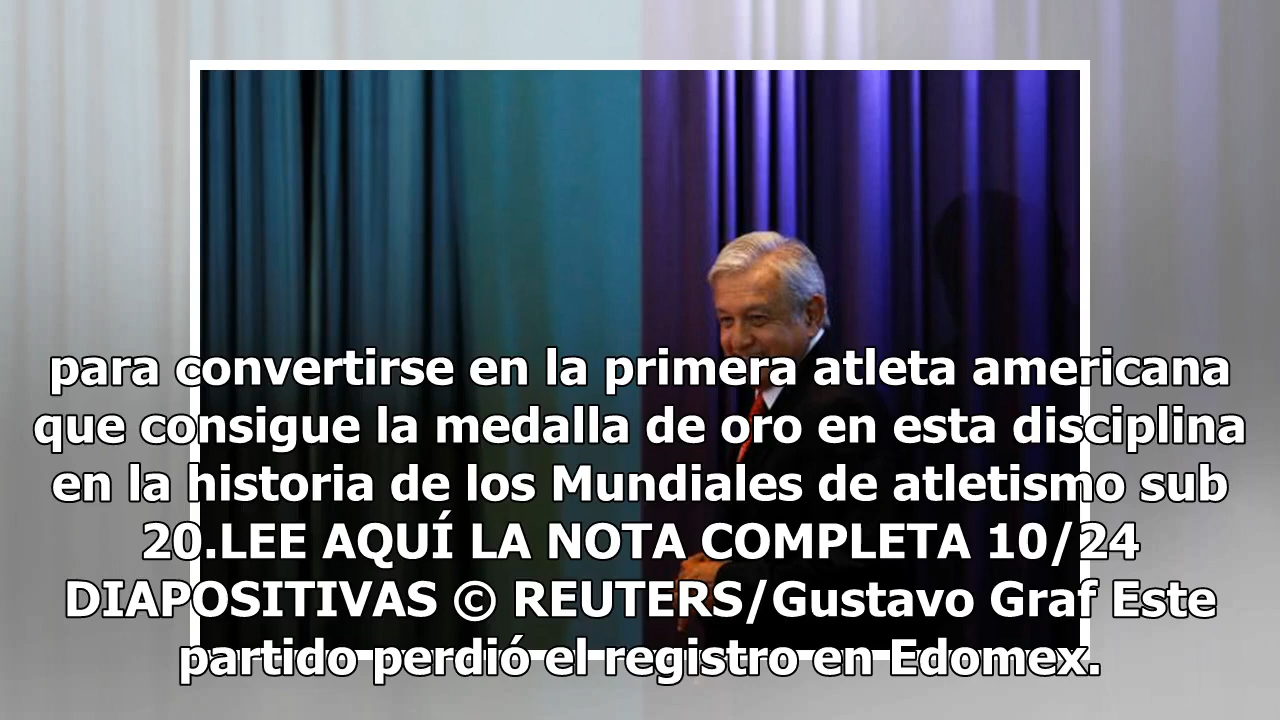 para convertirse en la primera atleta americana
que consigue la medalla de oro en esta disciplina
en la historia de los Mundiales de atletismo sub
20.LEE AQUÍ LA NOTA COMPLETA 10/24
DIAPOSITIVAS © REUTERS/Gustavo Graf Este
partido perdió el registro en Edomex.